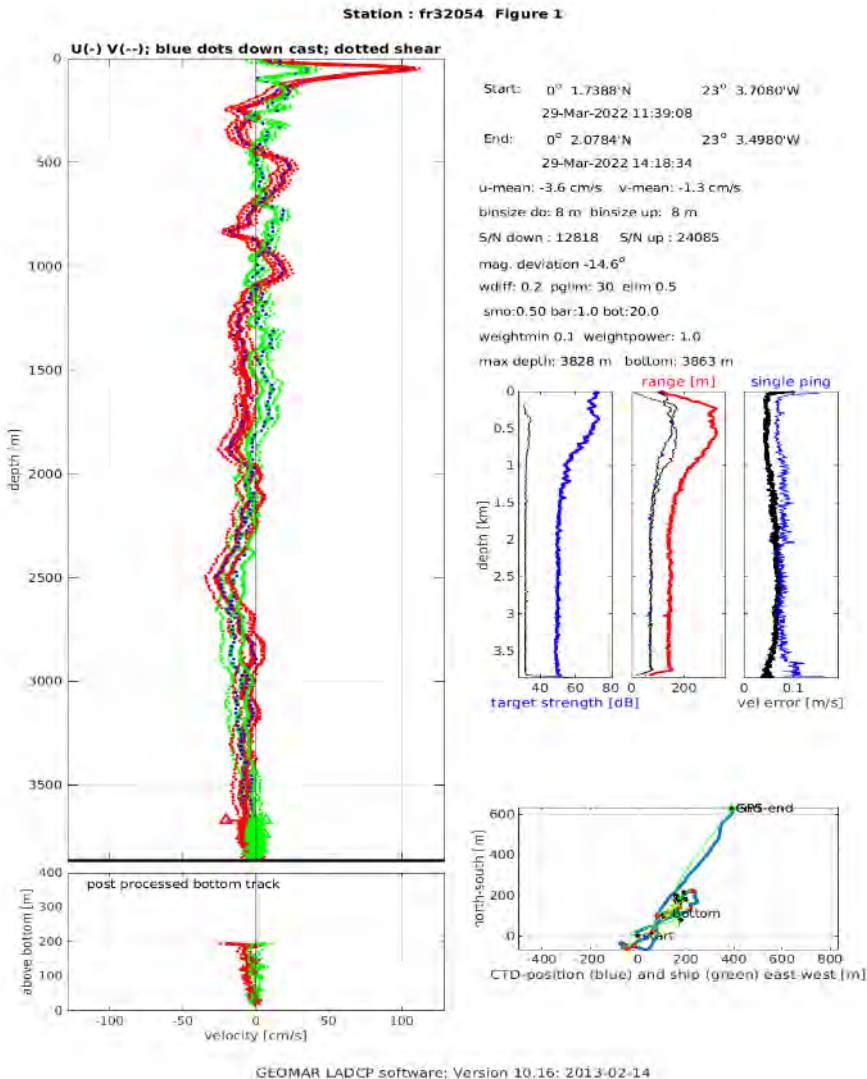 Station : fr32054 Figure 1
U(-) V(--); blue dots down cast; dotted shear
0
500
1000
1500
2000
2500
3000
3500
depth [m]
Start: 0° 1.7388'N 23° 3.7080'W
29-Mar-2022 11:39:08
End: 0° 2.0784'N 23° 3.4980'W
29-Mar-2022 14:18:34
u-mean: -3.6 cm/s v-mean: -1.3 cm/s
binsize do: 8 m binsize up: 8 m
S/N down : 12818 S/N up : 24085
mag. deviation -14.6°
wdiff: 0.2 pglim: 30 elim 0.5
smo:0.50 bar:1.0 bot:20.0
weightmin 0.1 weightpower: 1.0
max depth: 3828 m bottom: 3863 m
range [m]
single ping
0
0.5
1
1.5
2
2.5
3
3.5
depth [km]
40 60 80
0 200
0 0.1
target strength [dB]
vel error [m/s]
post processed bottom track
400
300
200
100
0
above bottom [m]
-100 -50 0 50 100
velocity [cm/s]
600
400
200
0
north-south [m]
bottom
start
-400 -200 0 200 400 600 800
CTD-position (blue) and ship (green) east-west [m]
GEOMAR LADCP software: Version 10.16: 2013-02-14